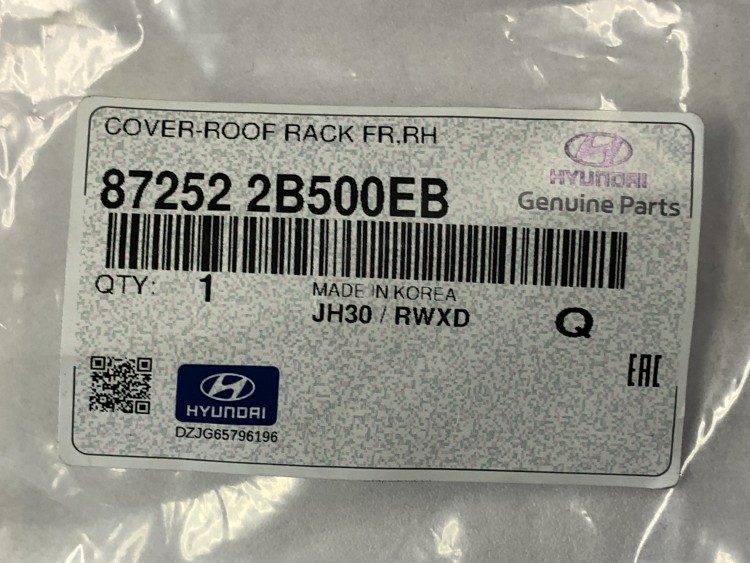 COVER-ROOF RACK FR,RH
HYUNDAI
Genuine Parts
87252 2B500EB
QTY: 1
MADE IN KOREA
JH30 / RWXD
Q
EAC
HYUNDAI
DZJG65796196